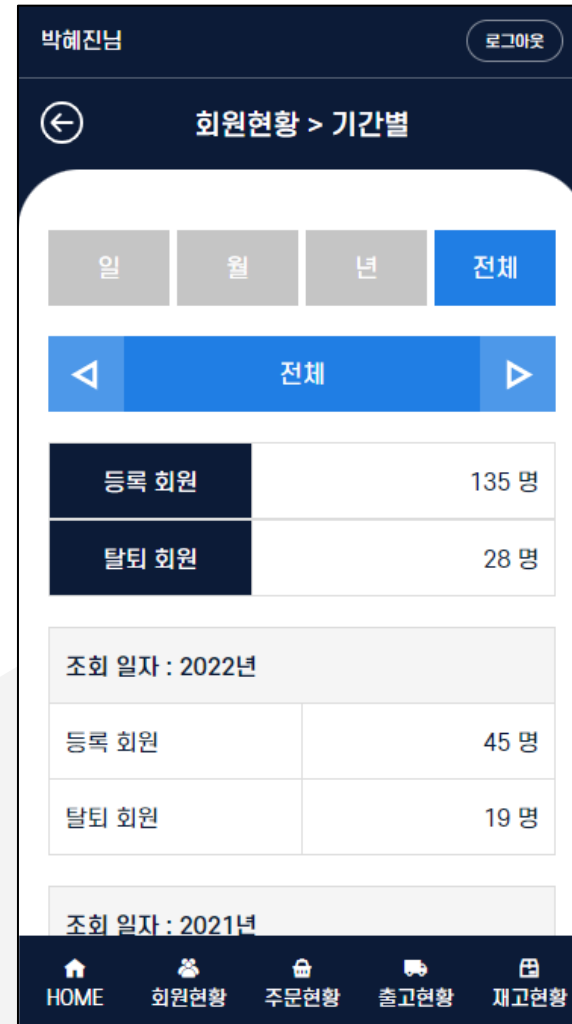 박혜진님 로그아웃
회원현황 > 기간별
일 월 년 전체
전체
등록 회원 135 명
탈퇴 회원 28 명
조회 일자 : 2022년
등록 회원 45 명
탈퇴 회원 19 명
조회 일자 : 2021년
HOME 회원현황 주문현황 출고현황 재고현황